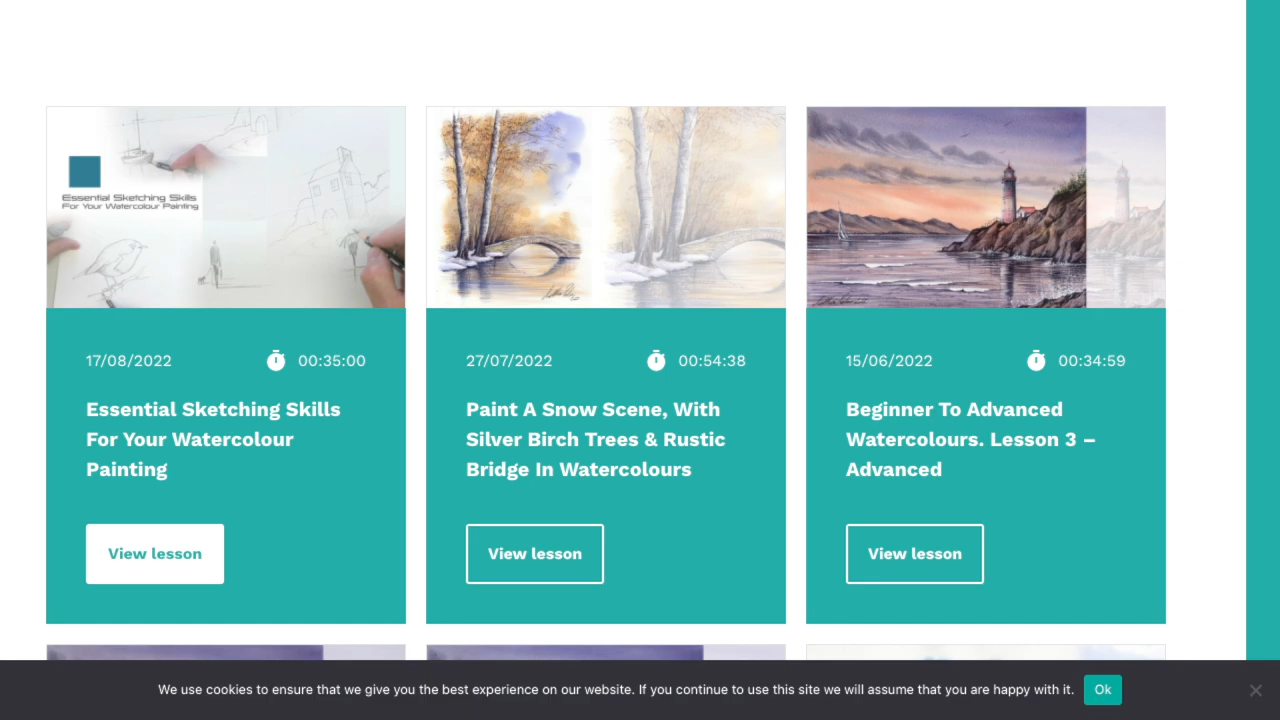 Essential Sketching Skills
For Your Watercolour Painting
17/08/2022 00:35:00
Essential Sketching Skills
For Your Watercolour
Painting
View lesson
27/07/2022 00:54:38
Paint A Snow Scene, With
Silver Birch Trees & Rustic
Bridge In Watercolours
View lesson
15/06/2022 00:34:59
Beginner To Advanced
Watercolours. Lesson 3 –
Advanced
View lesson
We use cookies to ensure that we give you the best experience on our website. If you continue to use this site we will assume that you are happy with it. Ok